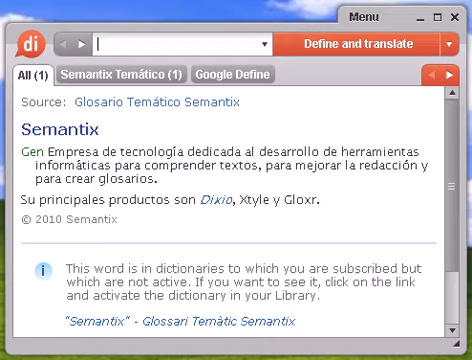 Menu
di
Define and translate
All (1) Semantix Temático (1) Google Define
Source: Glosario Temático Semantix
Semantix
Gen Empresa de tecnología dedicada al desarrollo de herramientas
informáticas para comprender textos, para mejorar la redacción y
para crear glosarios.
Su principales producton son Dixio, Xtyle y Gloxr.
© 2010 Semantix
i
This word is in dictionaries to which you are subscribed but
which are not active. If you want to see it, click on the link
and activate the dictionary in your Library.
"Semantix" - Glossari Temàtic Semantix